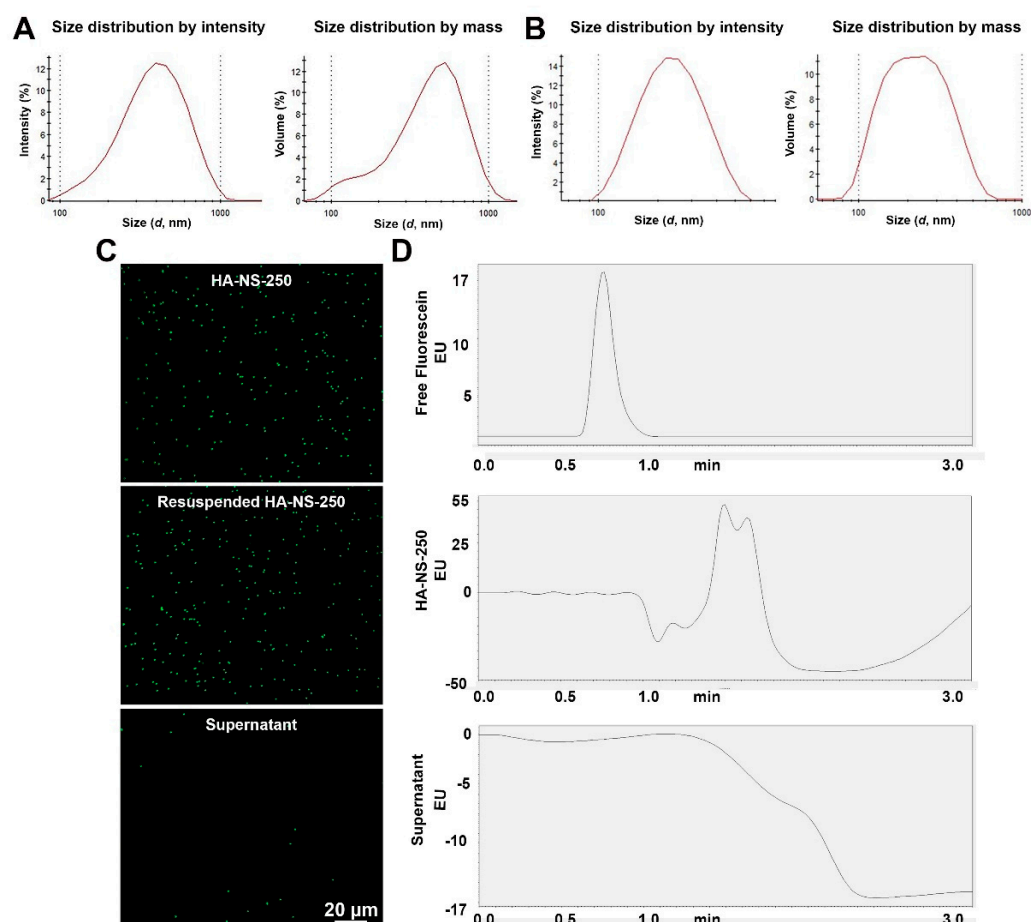 A Size distribution by intensity Size distribution by mass B Size distribution by intensity Size distribution by mass
Intensity (%)
12
10
8
6
4
2
0
100 1000
Size (d, nm)
Volume (%)
12
10
8
6
4
2
0
100 1000
Size (d, nm)
Intensity (%)
14
12
10
8
6
4
2
100
Size (d, nm)
Volume (%)
10
8
6
4
2
0
100 1000
Size (d, nm)
C
HA-NS-250
Resuspended HA-NS-250
Supernatant
20 µm
D
Free Fluorescein
EU
17
10
5
0.0 0.5 1.0 min 3.0
HA-NS-250
EU
55
25
0
-50
0.0 0.5 1.0 min 3.0
Supernatant
EU
0
-5
-10
-17
0.0 0.5 1.0 min 3.0